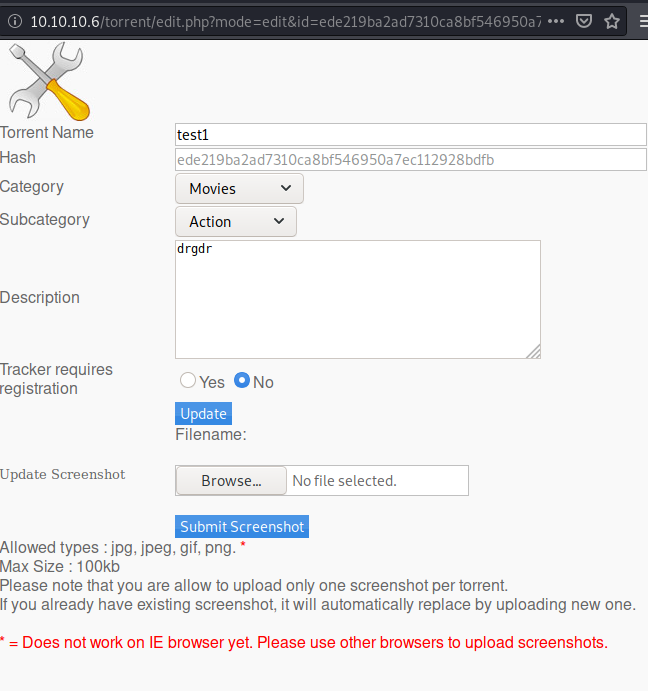 10.10.10.6/torrent/edit.php?mode=edit&id=ede219ba2ad7310ca8bf546950a7
Torrent Name test1
Hash ede219ba2ad7310ca8bf546950a7ec112928bdfb
Category Movies
Subcategory Action
drgdr
Description
Tracker requires
registration
Yes No
Update
Filename:
Update Screenshot Browse... No file selected.
Submit Screenshot
Allowed types : jpg, jpeg, gif, png. *
Max Size : 100kb
Please note that you are allow to upload only one screenshot per torrent.
If you already have existing screenshot, it will automatically replace by uploading new one.
* = Does not work on IE browser yet. Please use other browsers to upload screenshots.